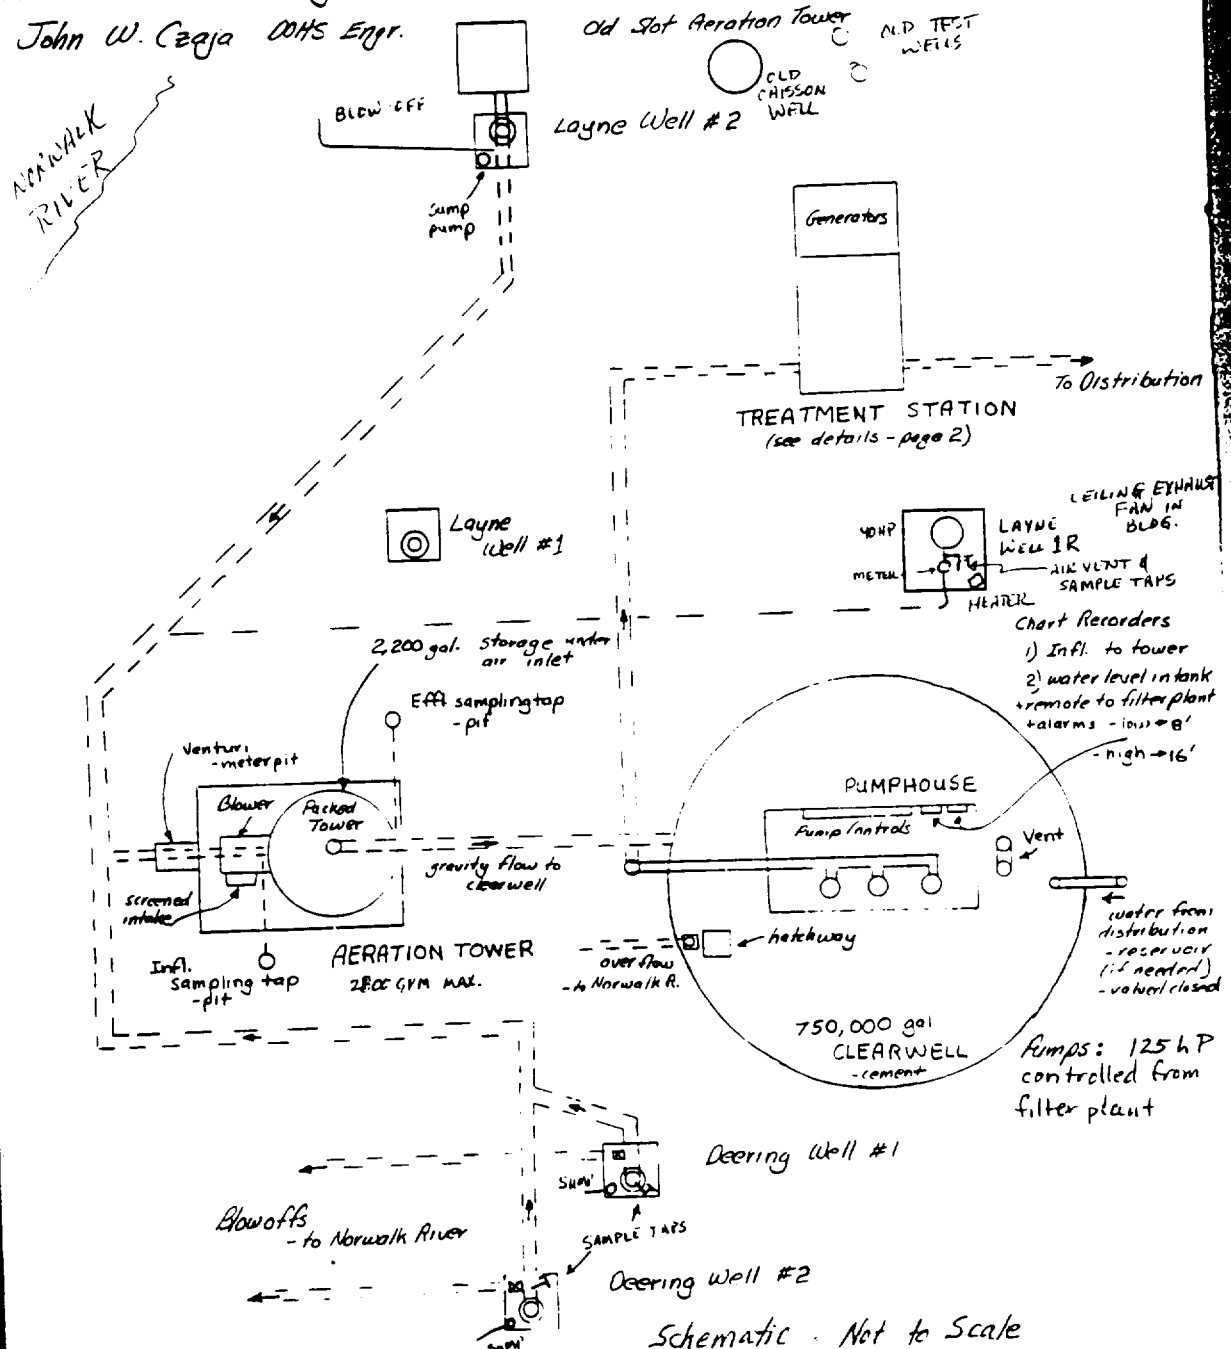 John W. Czaja DOHS Engr.
Old Slot Aeration Tower
OLD TEST
WELLS
OLD
CAISSON
WELL
NORWALK
RIVER
BLOW-OFF
Layne Well #2
Sump
pump
Generators
To Distribution
TREATMENT STATION
(see details - page 2)
Layne
Well #1
40HP
LAYNE
WELL 1R
CEILING EXHAUST
FAN IN
BLDG.
METER
AIR VENT &
SAMPLE TAPS
HEATER
Chart Recorders
1) Infl. to tower
2) water level in tank
+remote to filter plant
+alarms - low → 8'
- high → 16'
2,200 gal. storage under
air inlet
Effl sampling tap
- pit
Venturi
- meter pit
Blower
Packed
Tower
PUMPHOUSE
Pump Controls
Vent
gravity flow to
clearwell
screened
intake
AERATION TOWER
GPM MAX.
Infl.
Sampling tap
- pit
overflow
- to Norwalk R.
hatchway
water from
distribution
- reservoir
(if needed)
- valved closed
750,000 gal
CLEARWELL
- cement
Pumps: 125 hP
controlled from
filter plant
Deering Well #1
SUMP
Blowoffs
- to Norwalk River
SAMPLE TAPS
Deering Well #2
SUMP
Schematic . Not to Scale